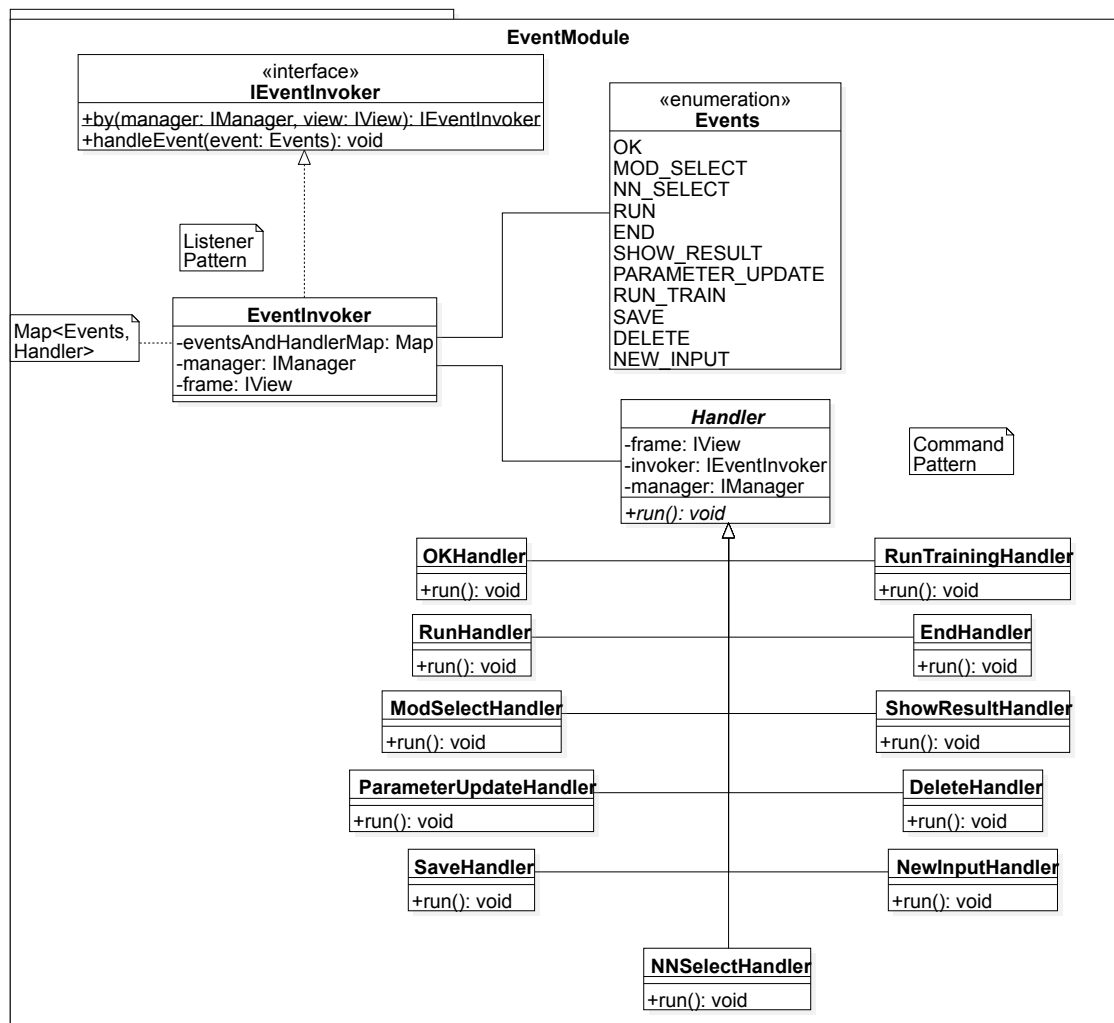 EventModule
«interface»
IEventInvoker
+by(manager: IManager, view: IView): IEventInvoker
+handleEvent(event: Events): void
«enumeration»
Events
OK
MOD_SELECT
NN_SELECT
RUN
END
SHOW_RESULT
PARAMETER_UPDATE
RUN_TRAIN
SAVE
DELETE
NEW_INPUT
Listener
Pattern
Map<Events,
Handler>
EventInvoker
-eventsAndHandlerMap: Map
-manager: IManager
-frame: IView
Handler
-frame: IView
-invoker: IEventInvoker
-manager: IManager
+run(): void
Command
Pattern
OKHandler
+run(): void
RunTrainingHandler
+run(): void
RunHandler
+run(): void
EndHandler
+run(): void
ModSelectHandler
+run(): void
ShowResultHandler
+run(): void
ParameterUpdateHandler
+run(): void
DeleteHandler
+run(): void
SaveHandler
+run(): void
NewInputHandler
+run(): void
NNSelectHandler
+run(): void